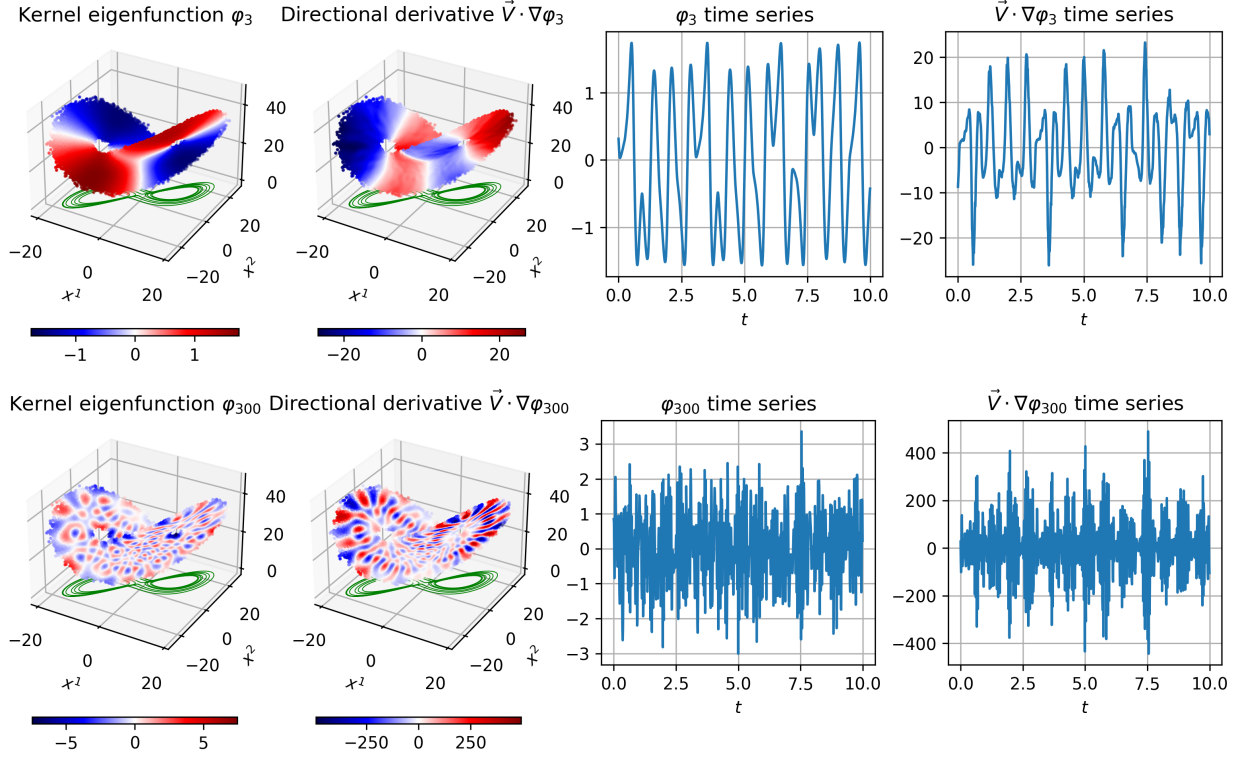 Kernel eigenfunction φ₃
Directional derivative V⃗ · ∇φ₃
φ₃ time series
V⃗ · ∇φ₃ time series
40
20
0
20
0
−20
x²
−20
0
20
x¹
−1 0 1
40
20
0
20
0
−20
x²
−20
0
20
x¹
−20 0 20
1
0
−1
0.0 2.5 5.0 7.5 10.0
t
20
10
0
−10
−20
0.0 2.5 5.0 7.5 10.0
t
Kernel eigenfunction φ₃₀₀
Directional derivative V⃗ · ∇φ₃₀₀
φ₃₀₀ time series
V⃗ · ∇φ₃₀₀ time series
40
20
0
20
0
−20
x²
−20
0
20
x¹
−5 0 5
40
20
0
20
0
−20
x²
−20
0
20
x¹
−250 0 250
3
2
1
0
−1
−2
−3
0.0 2.5 5.0 7.5 10.0
t
400
200
0
−200
−400
0.0 2.5 5.0 7.5 10.0
t